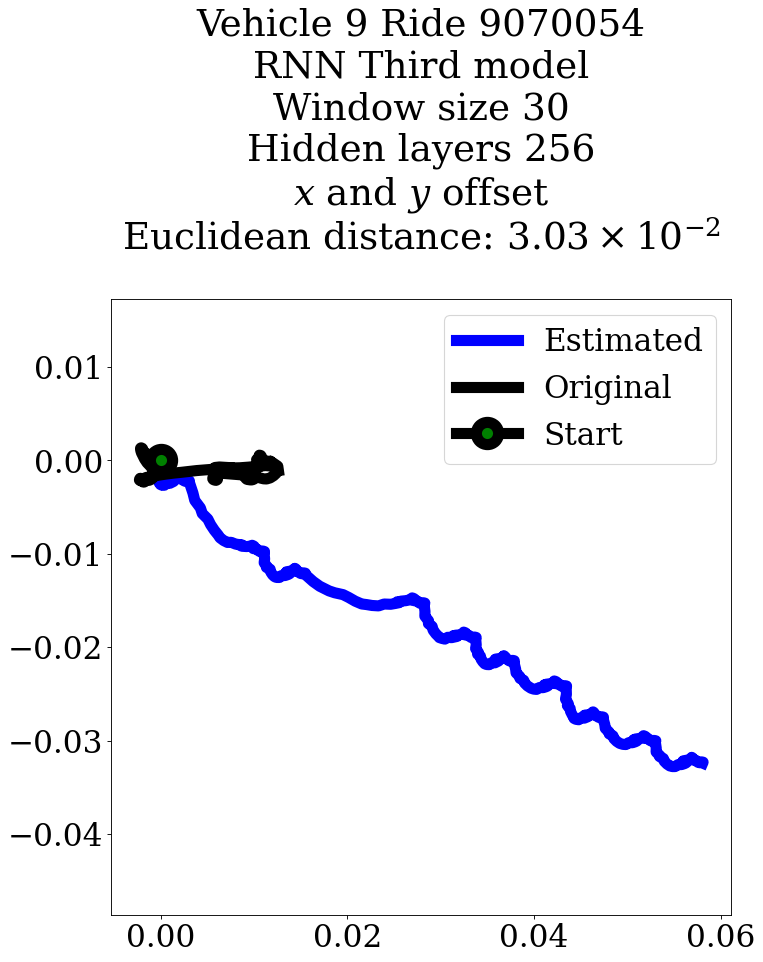 Vehicle 9 Ride 9070054
RNN Third model
Window size 30
Hidden layers 256
x and y offset
Euclidean distance: 3.03 × 10⁻²
Estimated
Original
Start
0.01
0.00
−0.01
−0.02
−0.03
−0.04
0.00 0.02 0.04 0.06